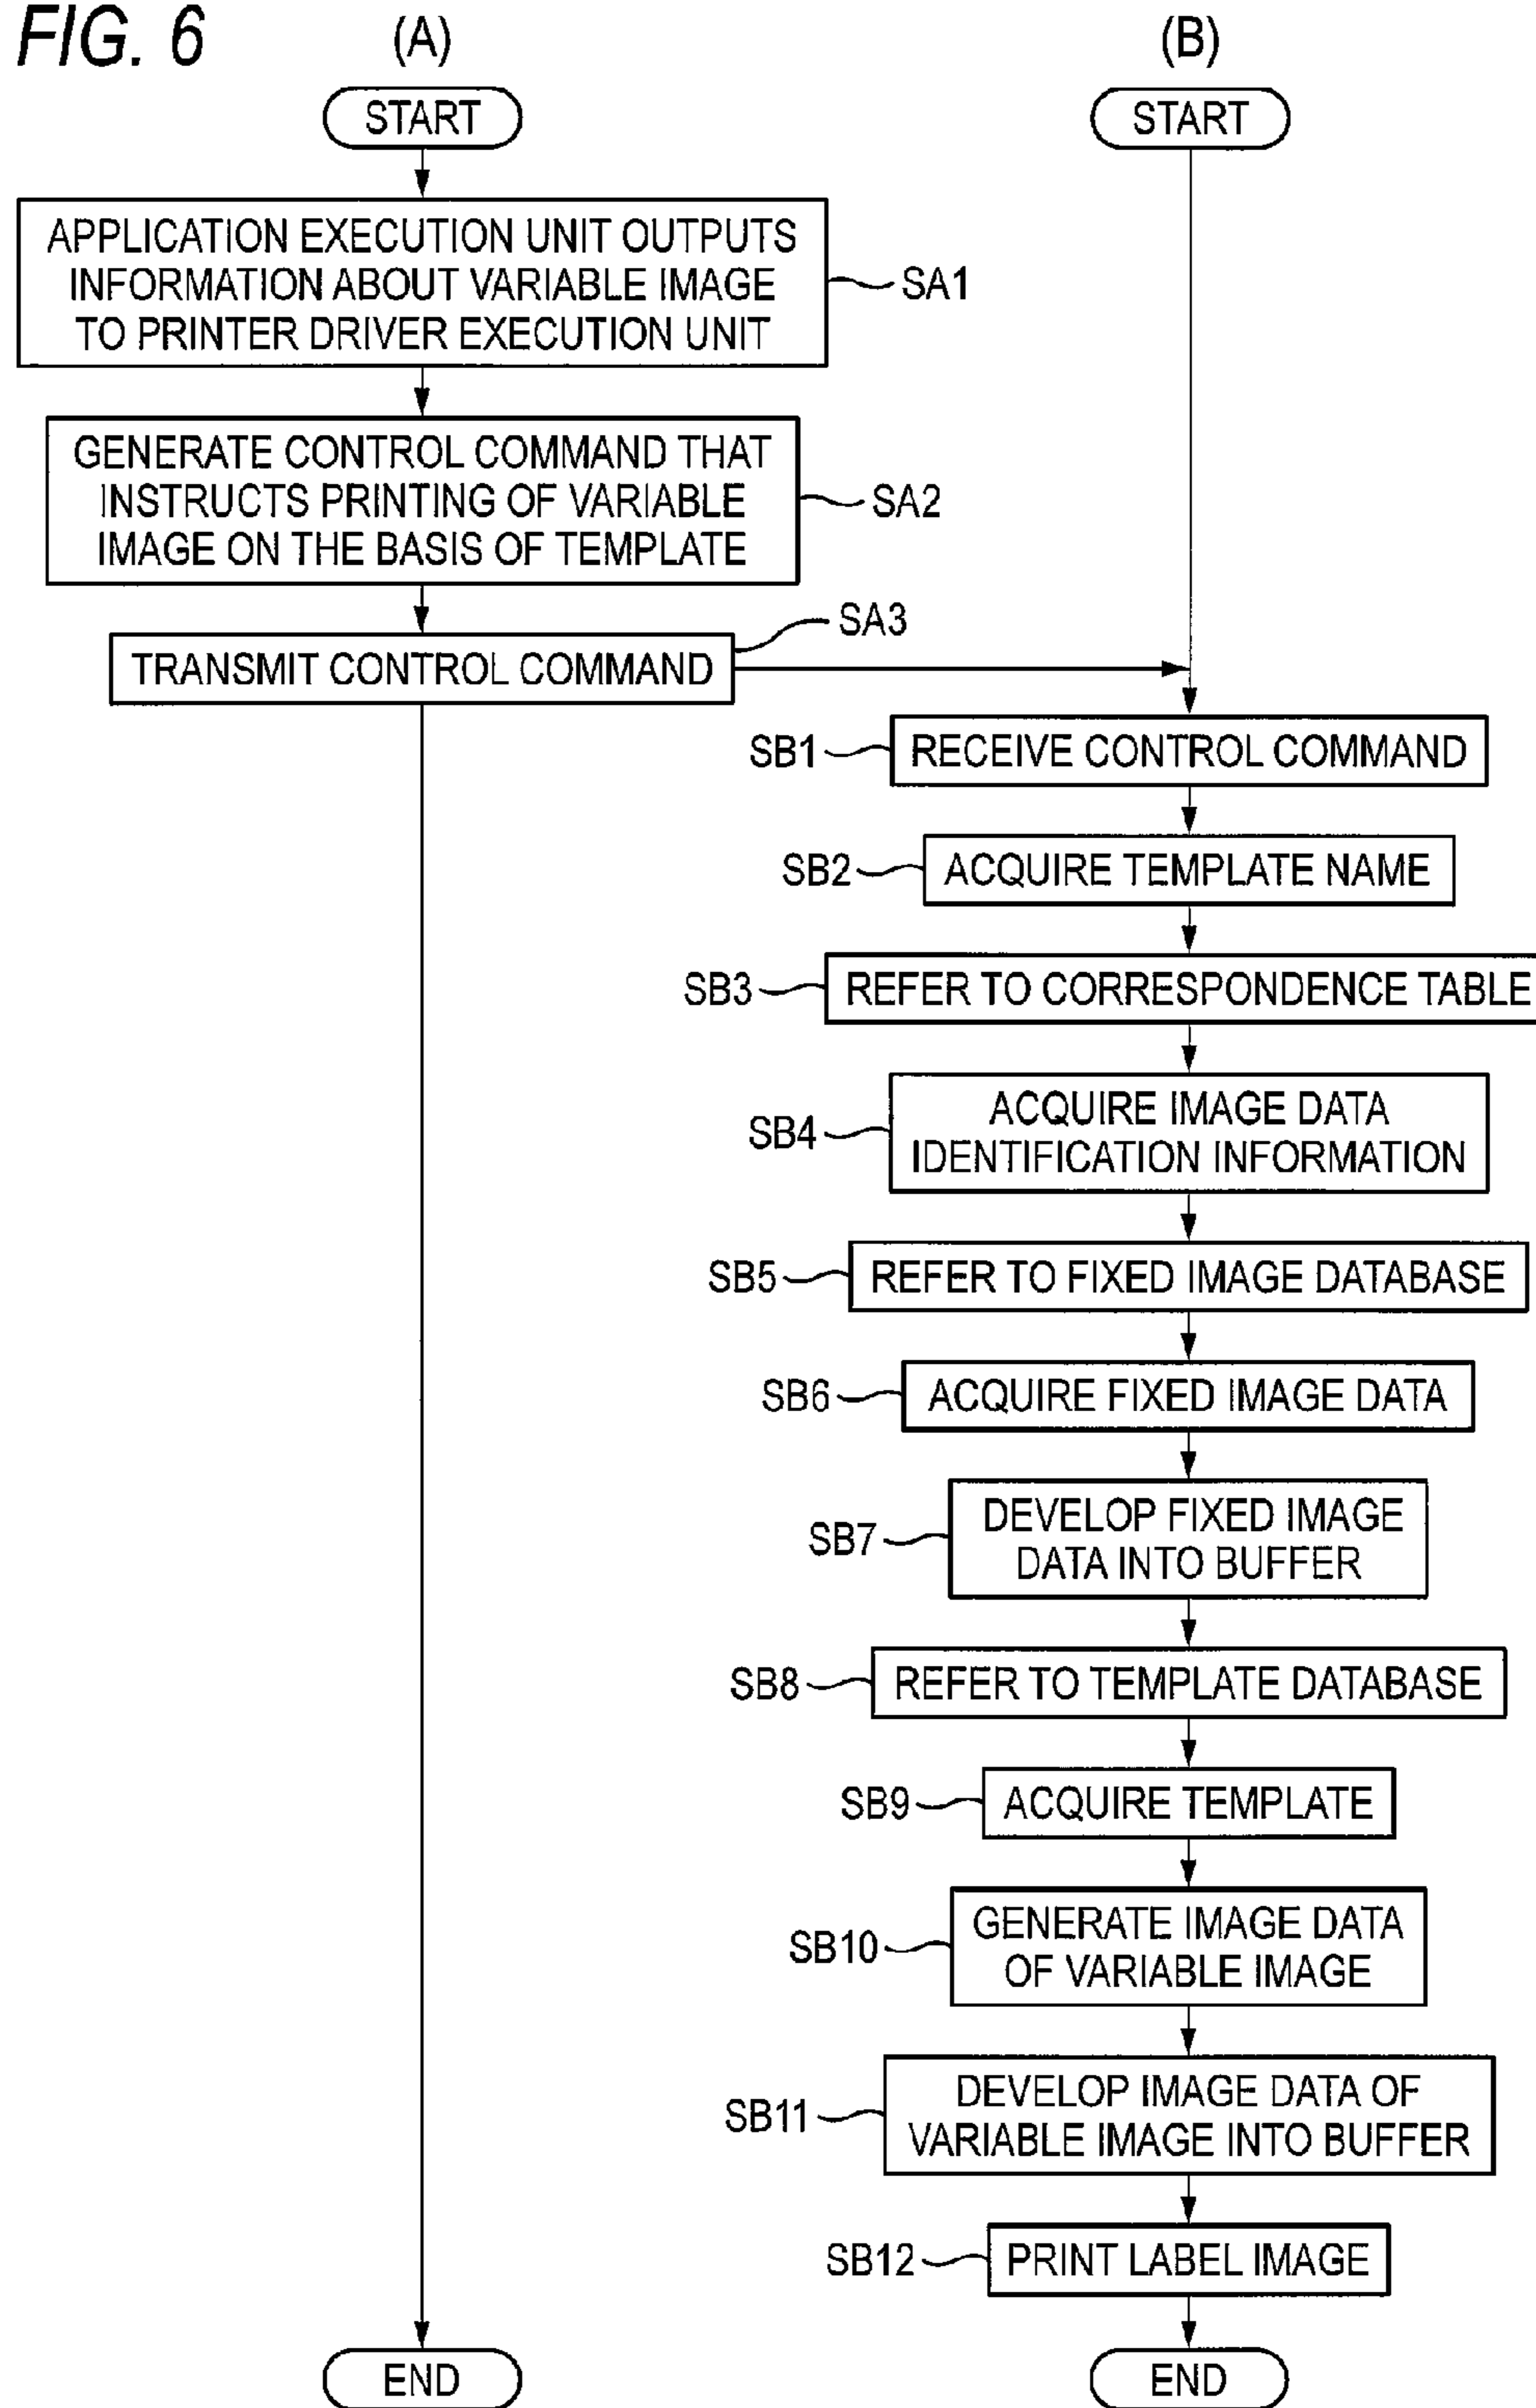 FIG. 6
(A)
(B)
START
START
APPLICATION EXECUTION UNIT OUTPUTS
INFORMATION ABOUT VARIABLE IMAGE
TO PRINTER DRIVER EXECUTION UNIT
SA1
GENERATE CONTROL COMMAND THAT
INSTRUCTS PRINTING OF VARIABLE
IMAGE ON THE BASIS OF TEMPLATE
SA2
SA3
TRANSMIT CONTROL COMMAND
SB1
RECEIVE CONTROL COMMAND
SB2
ACQUIRE TEMPLATE NAME
SB3
REFER TO CORRESPONDENCE TABLE
SB4
ACQUIRE IMAGE DATA
IDENTIFICATION INFORMATION
SB5
REFER TO FIXED IMAGE DATABASE
SB6
ACQUIRE FIXED IMAGE DATA
SB7
DEVELOP FIXED IMAGE
DATA INTO BUFFER
SB8
REFER TO TEMPLATE DATABASE
SB9
ACQUIRE TEMPLATE
SB10
GENERATE IMAGE DATA
OF VARIABLE IMAGE
SB11
DEVELOP IMAGE DATA OF
VARIABLE IMAGE INTO BUFFER
SB12
PRINT LABEL IMAGE
END
END